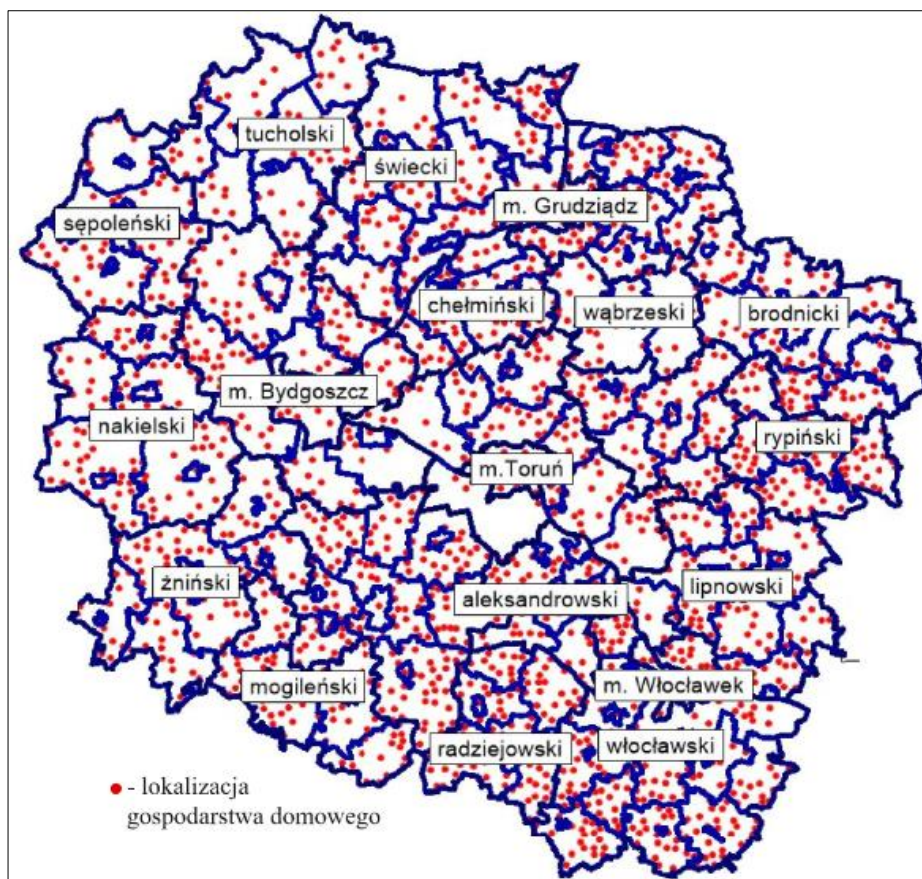 tucholski
świecki
sępoleński
m. Grudziądz
chełmiński
wąbrzeski
brodnicki
m. Bydgoszcz
nakielski
rypiński
m.Toruń
żniński
aleksandrowski
lipnowski
mogileński
m. Włocławek
radziejowski
włocławski
- lokalizacja
gospodarstwa domowego